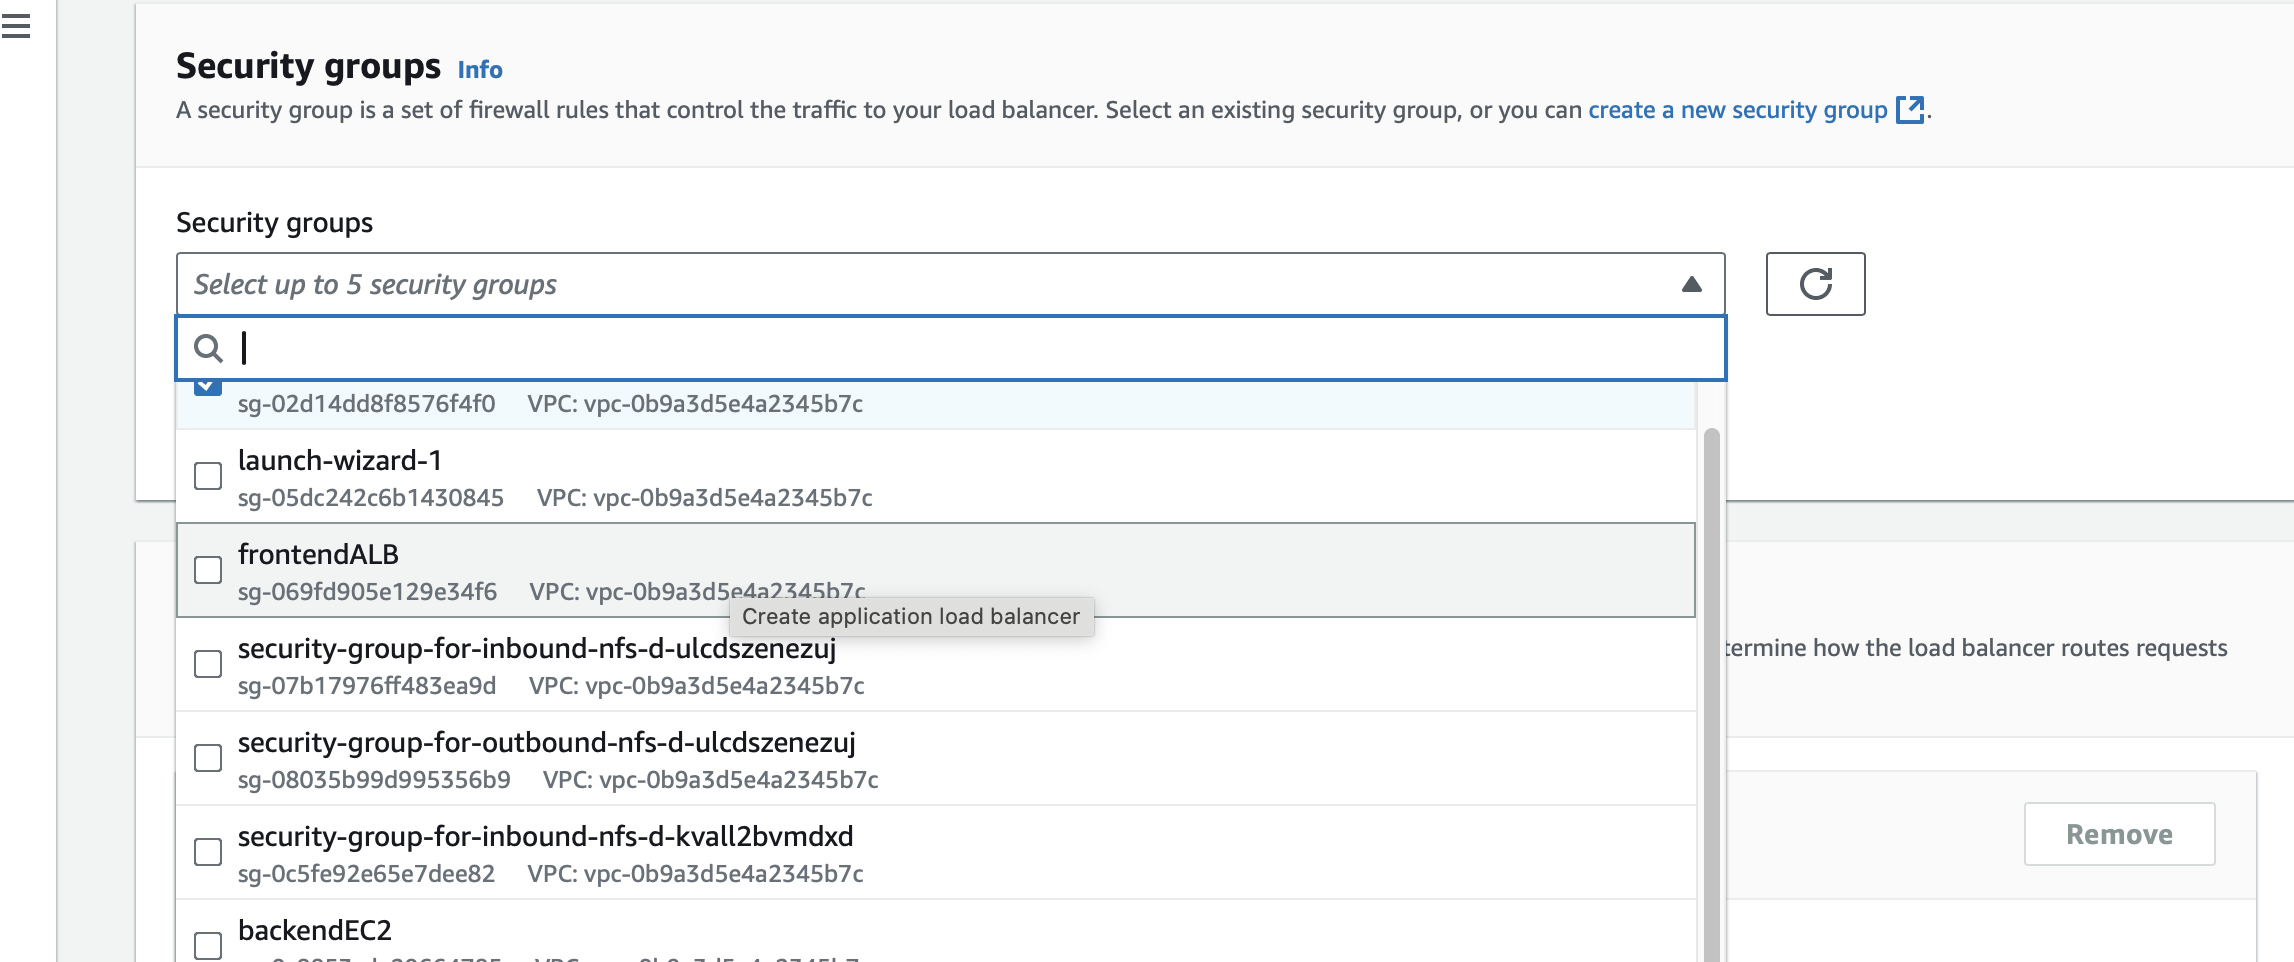 Security groups Info
A security group is a set of firewall rules that control the traffic to your load balancer. Select an existing security group, or you can create a new security group.
Security groups
Select up to 5 security groups
sg-02d14dd8f8576f4f0 VPC: vpc-0b9a3d5e4a2345b7c
launch-wizard-1
sg-05dc242c6b1430845 VPC: vpc-0b9a3d5e4a2345b7c
frontendALB
sg-069fd905e129e34f6 VPC: vpc-0b9a3d5e4a2345b7c
Create application load balancer
security-group-for-inbound-nfs-d-ulcdszenezuj
termine how the load balancer routes requests
sg-07b17976ff483ea9d VPC: vpc-0b9a3d5e4a2345b7c
security-group-for-outbound-nfs-d-ulcdszenezuj
sg-08035b99d995356b9 VPC: vpc-0b9a3d5e4a2345b7c
security-group-for-inbound-nfs-d-kvall2bvmdxd
Remove
sg-0c5fe92e65e7dee82 VPC: vpc-0b9a3d5e4a2345b7c
backendEC2